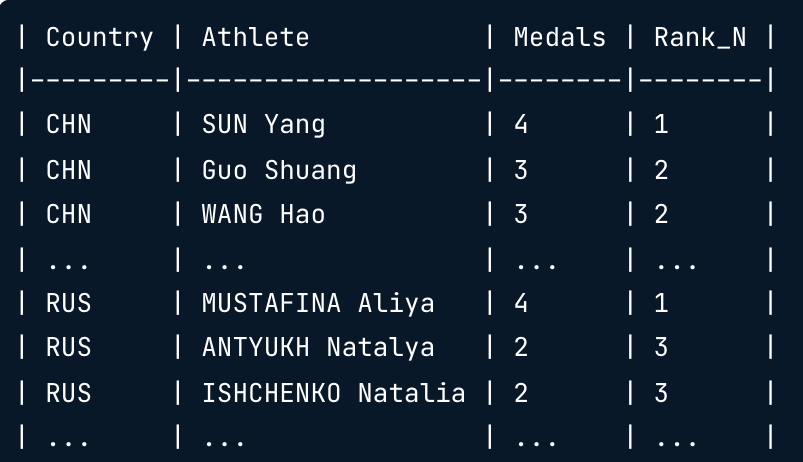 | Country | Athlete           | Medals | Rank_N |
|---------|-------------------|--------|--------|
| CHN     | SUN Yang          | 4      | 1      |
| CHN     | Guo Shuang        | 3      | 2      |
| CHN     | WANG Hao          | 3      | 2      |
| ...     | ...               | ...    | ...    |
| RUS     | MUSTAFINA Aliya   | 4      | 1      |
| RUS     | ANTYUKH Natalya   | 2      | 3      |
| RUS     | ISHCHENKO Natalia | 2      | 3      |
| ...     | ...               | ...    | ...    |